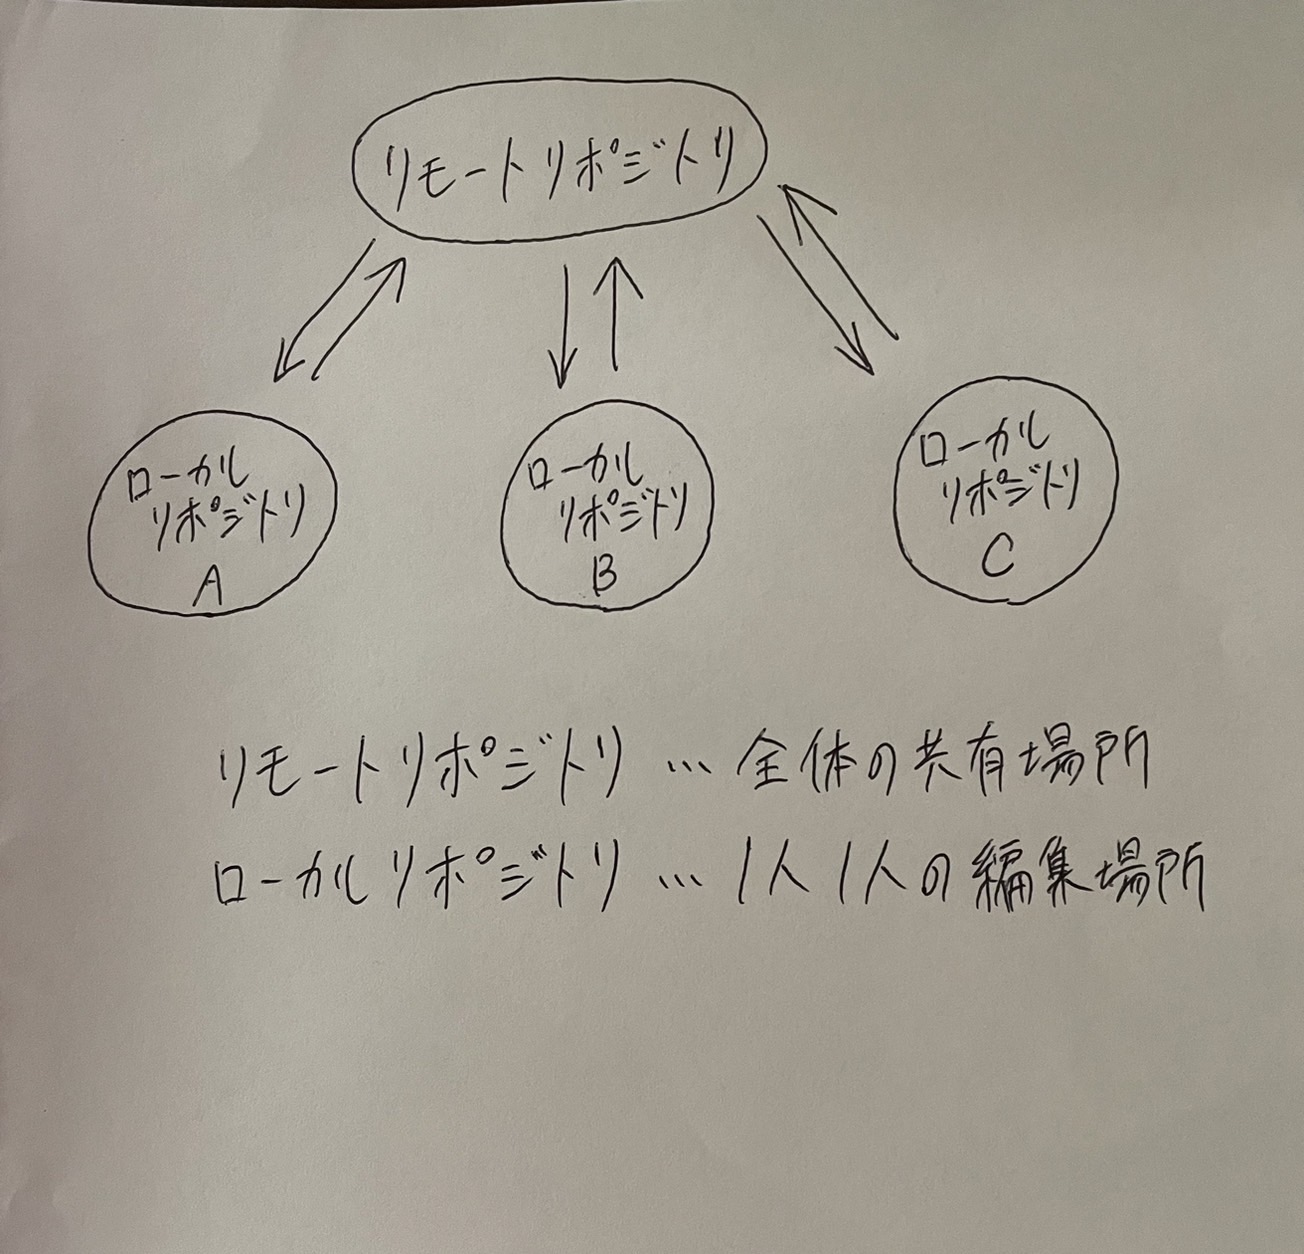 リモートリポジトリ
ローカル
リポジトリ
A
ローカル
リポジトリ
B
ローカル
リポジトリ
C
リモートリポジトリ … 全体の共有場所
ローカルリポジトリ … 1人1人の編集場所